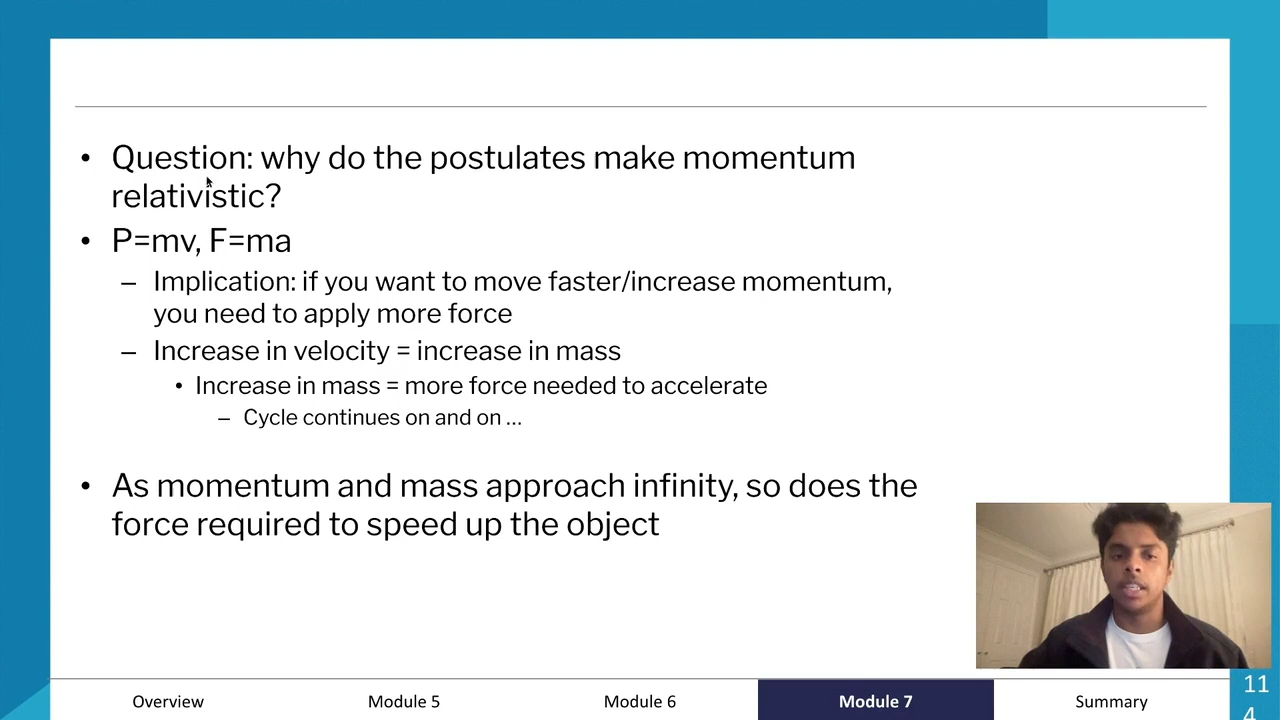 • Question: why do the postulates make momentum
relativistic?
• P=mv, F=ma
– Implication: if you want to move faster/increase momentum,
you need to apply more force
– Increase in velocity = increase in mass
• Increase in mass = more force needed to accelerate
– Cycle continues on and on ...
• As momentum and mass approach infinity, so does the
force required to speed up the object
Overview Module 5 Module 6 Module 7 Summary
11
4